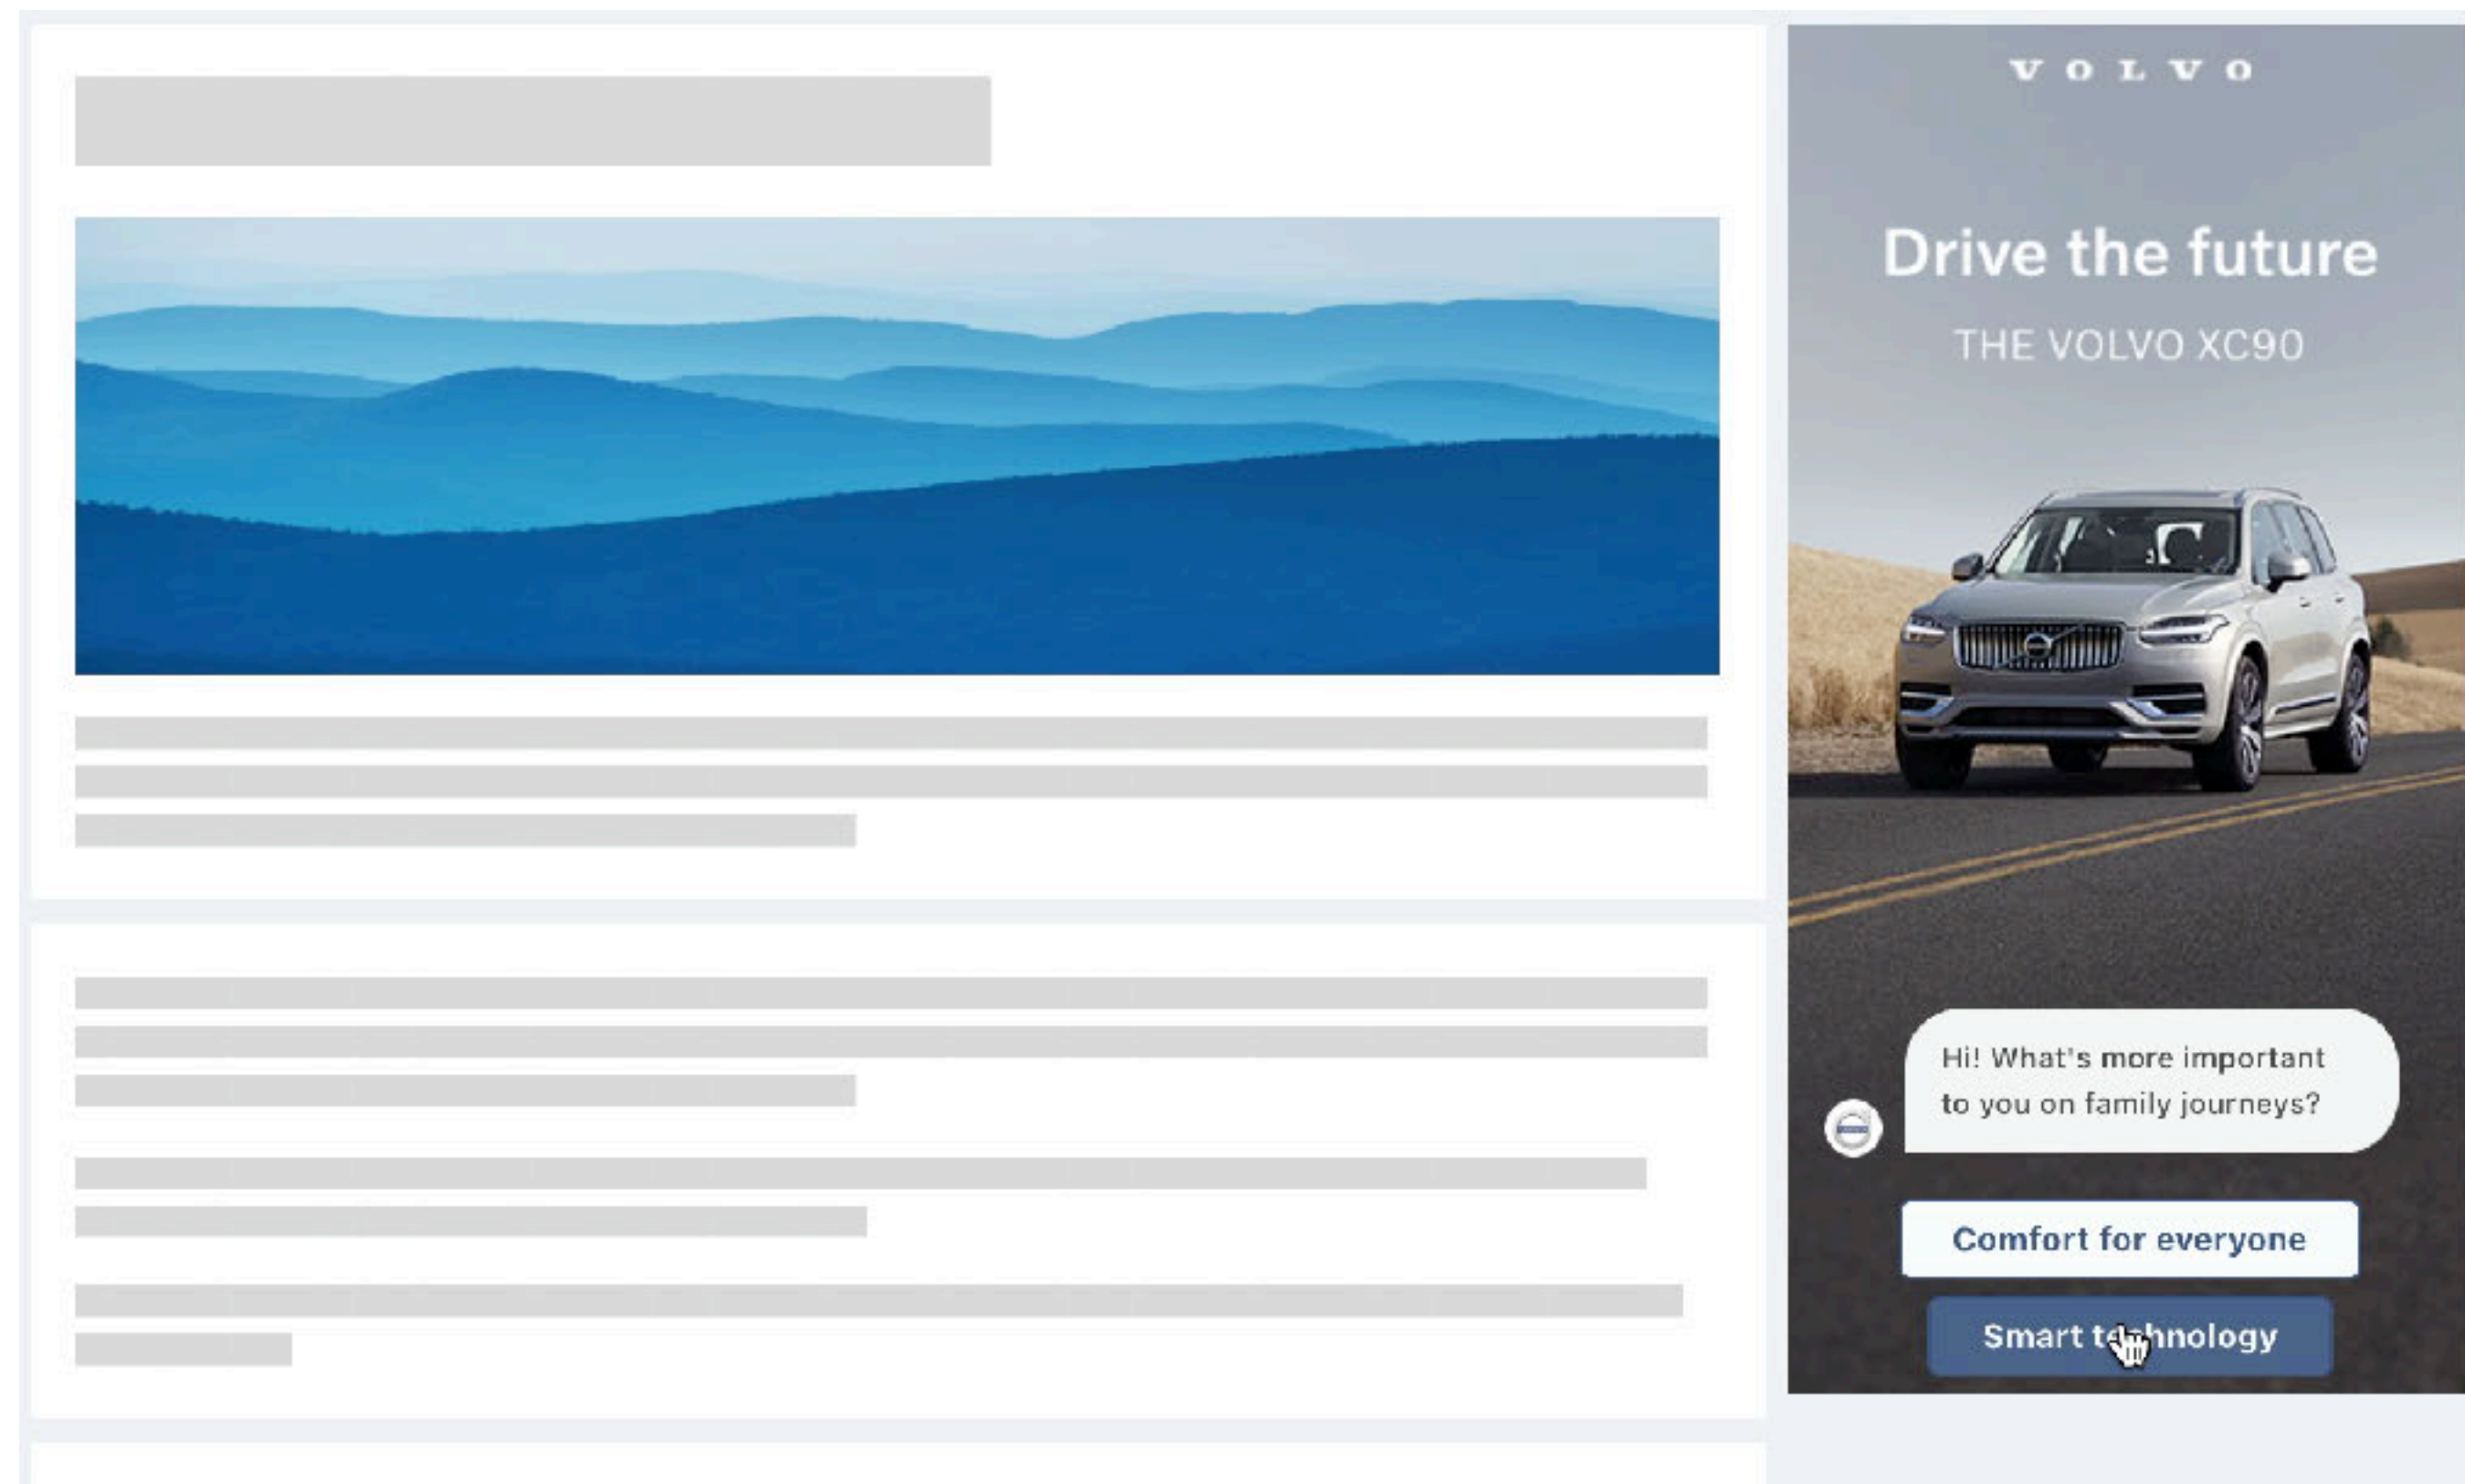 VOLVO
Drive the future
THE VOLVO XC90
Hi! What's more important
to you on family journeys?
Comfort for everyone
Smart technology